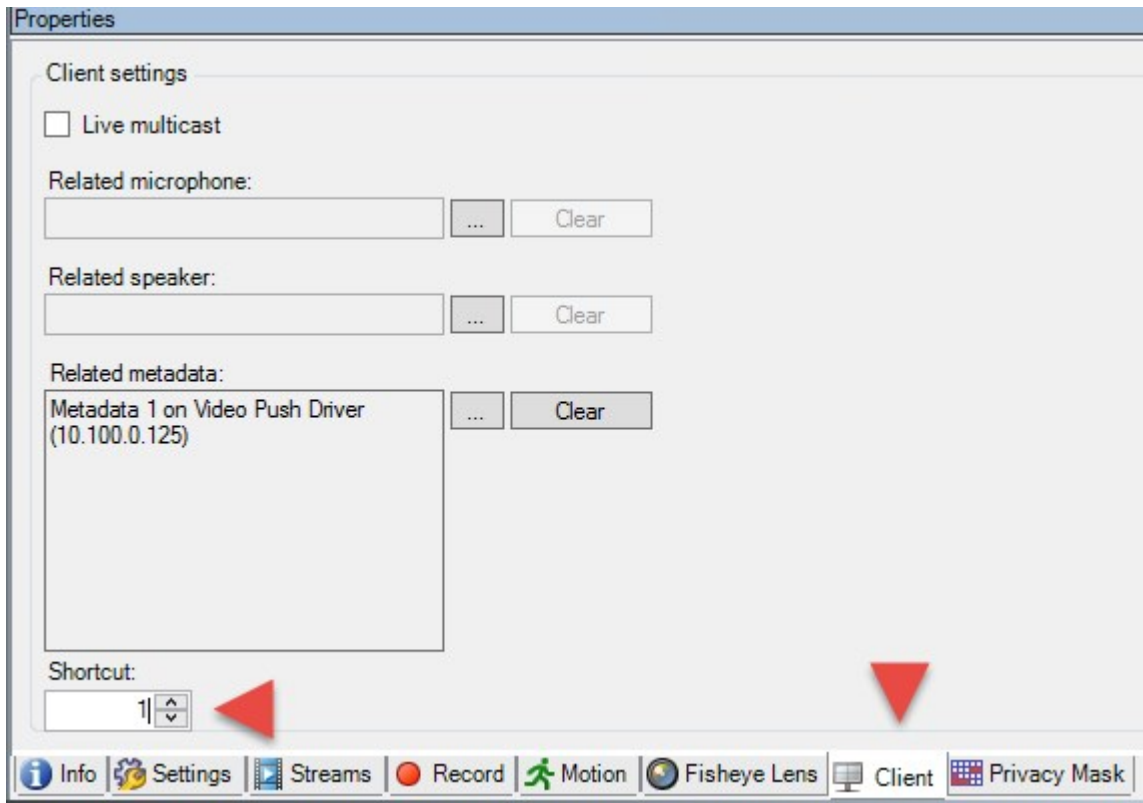 Properties
Client settings
Live multicast
Related microphone:
... Clear
Related speaker:
... Clear
Related metadata:
Metadata 1 on Video Push Driver
(10.100.0.125)
... Clear
Shortcut:
1
Info Settings Streams Record Motion Fisheye Lens Client Privacy Mask